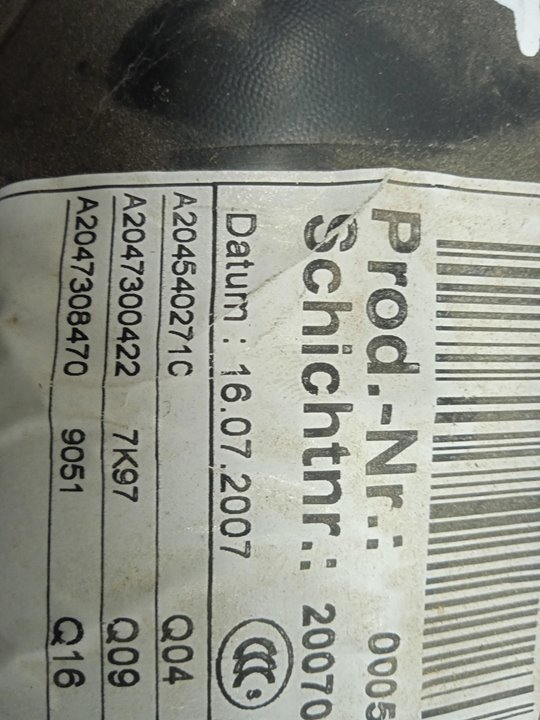 Prod.-Nr.: 0005
Schichtnr.: 20070
Datum : 16.07.2007
A204540271C Q04
A2047300422 7K97 Q09
A2047308470 9051 Q16